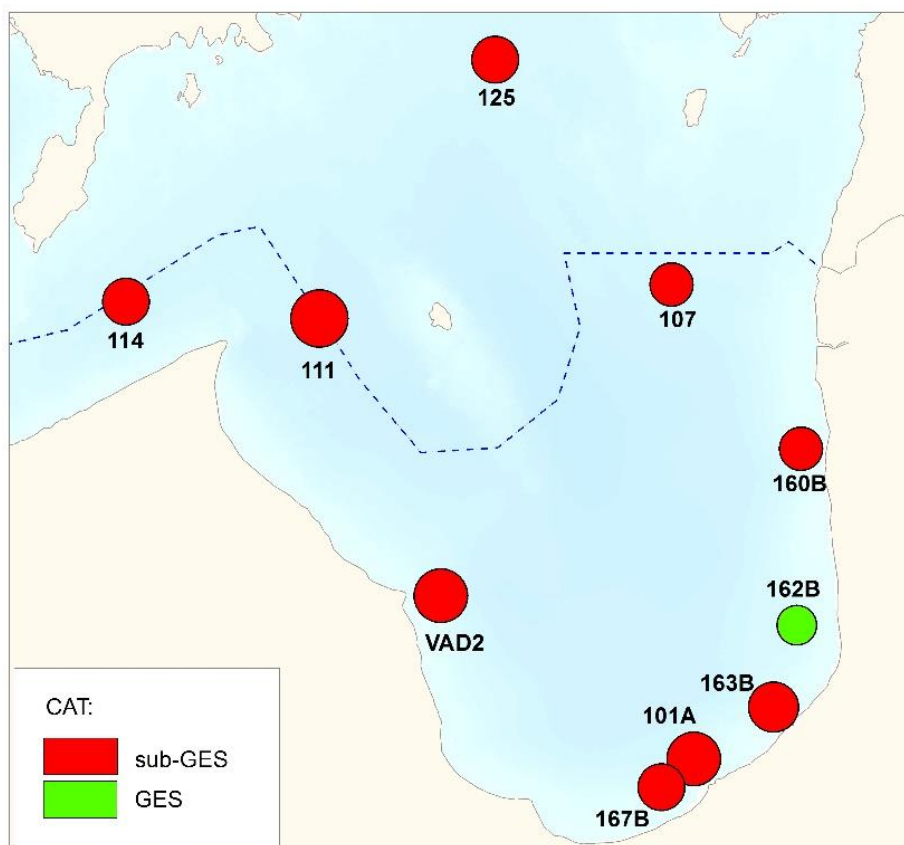 125
107
114
111
160B
162B
VAD2
163B
101A
167B
CAT:
sub-GES
GES